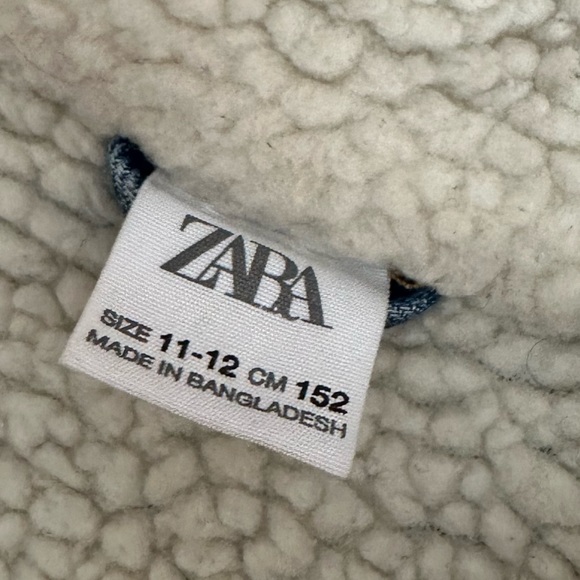 ZARA
SIZE 11-12 CM 152
MADE IN BANGLADESH